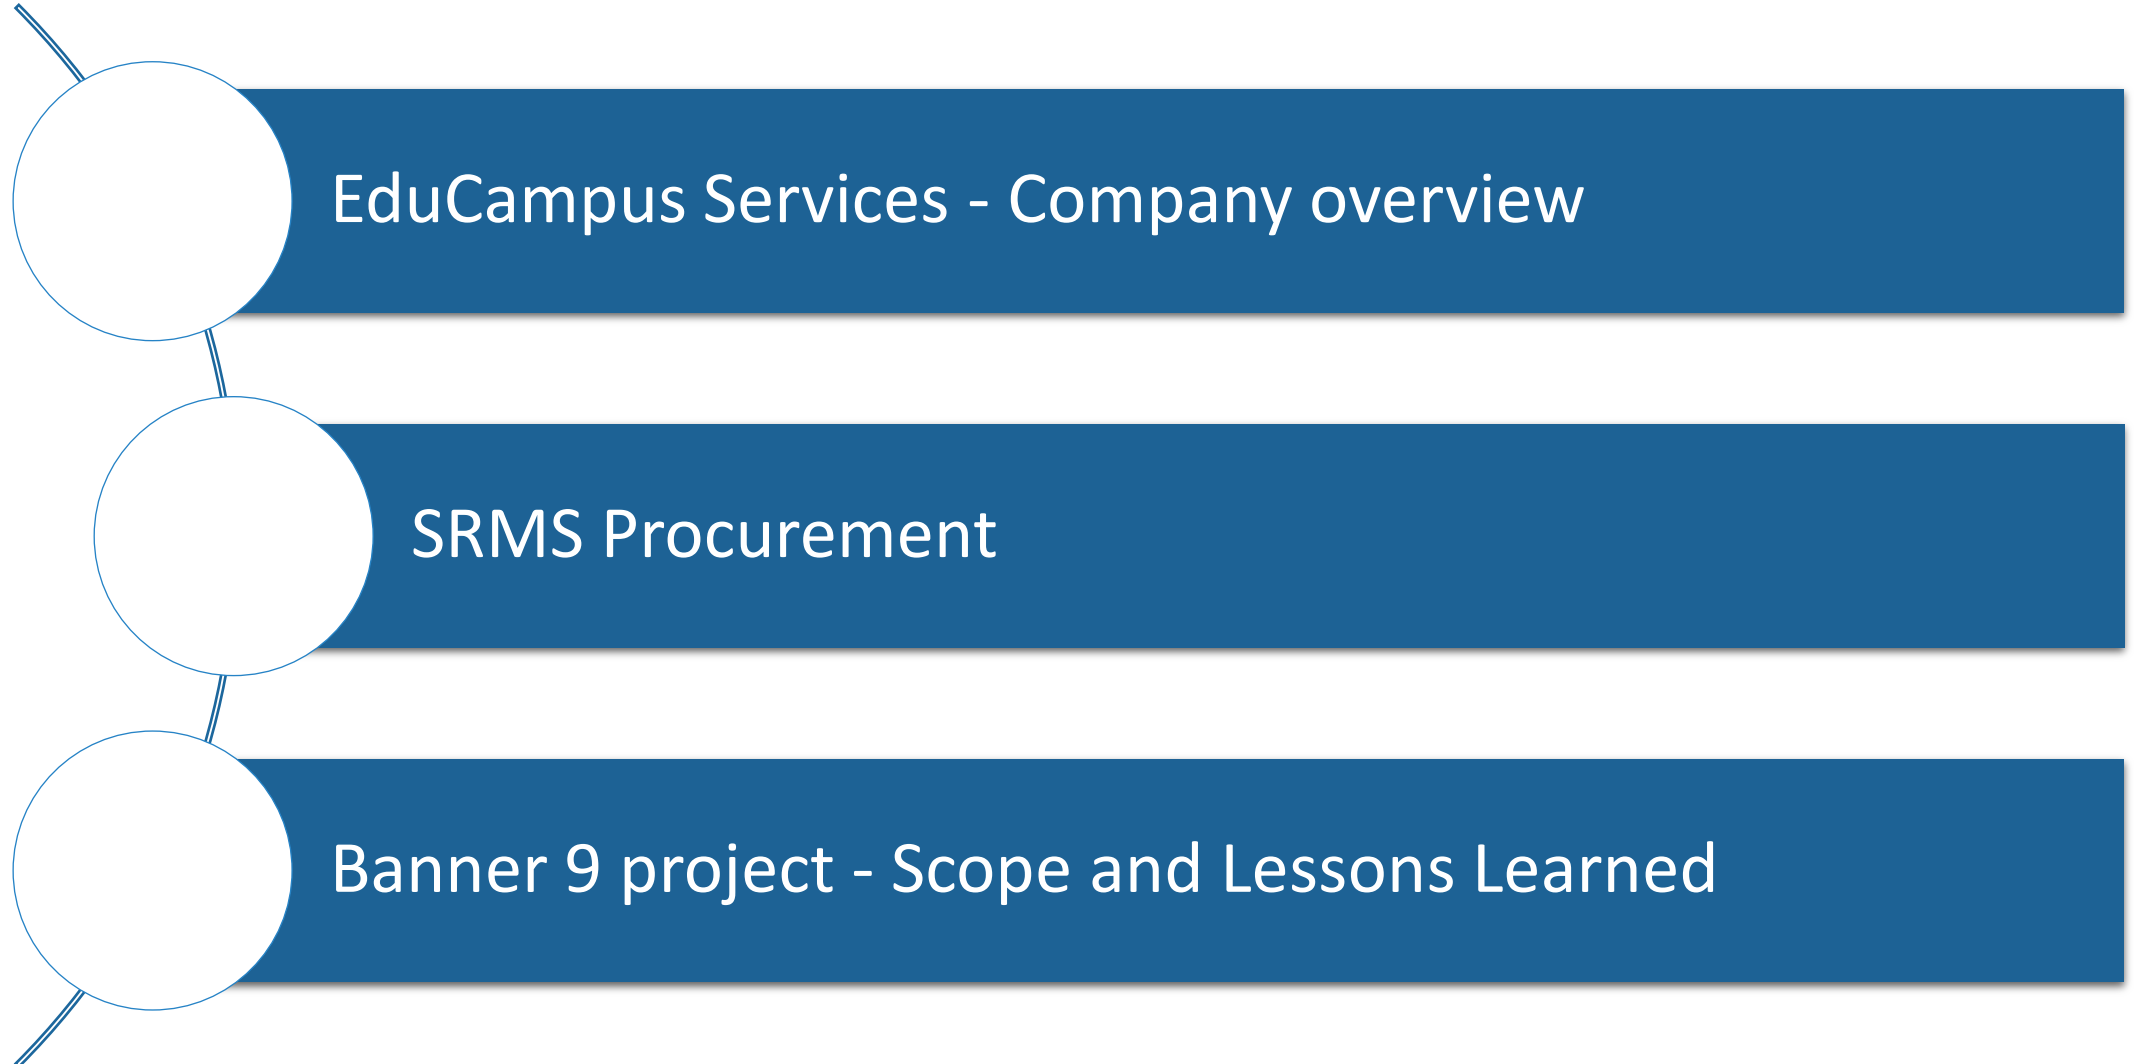 EduCampus Services - Company overview
SRMS Procurement
Banner 9 project - Scope and Lessons Learned